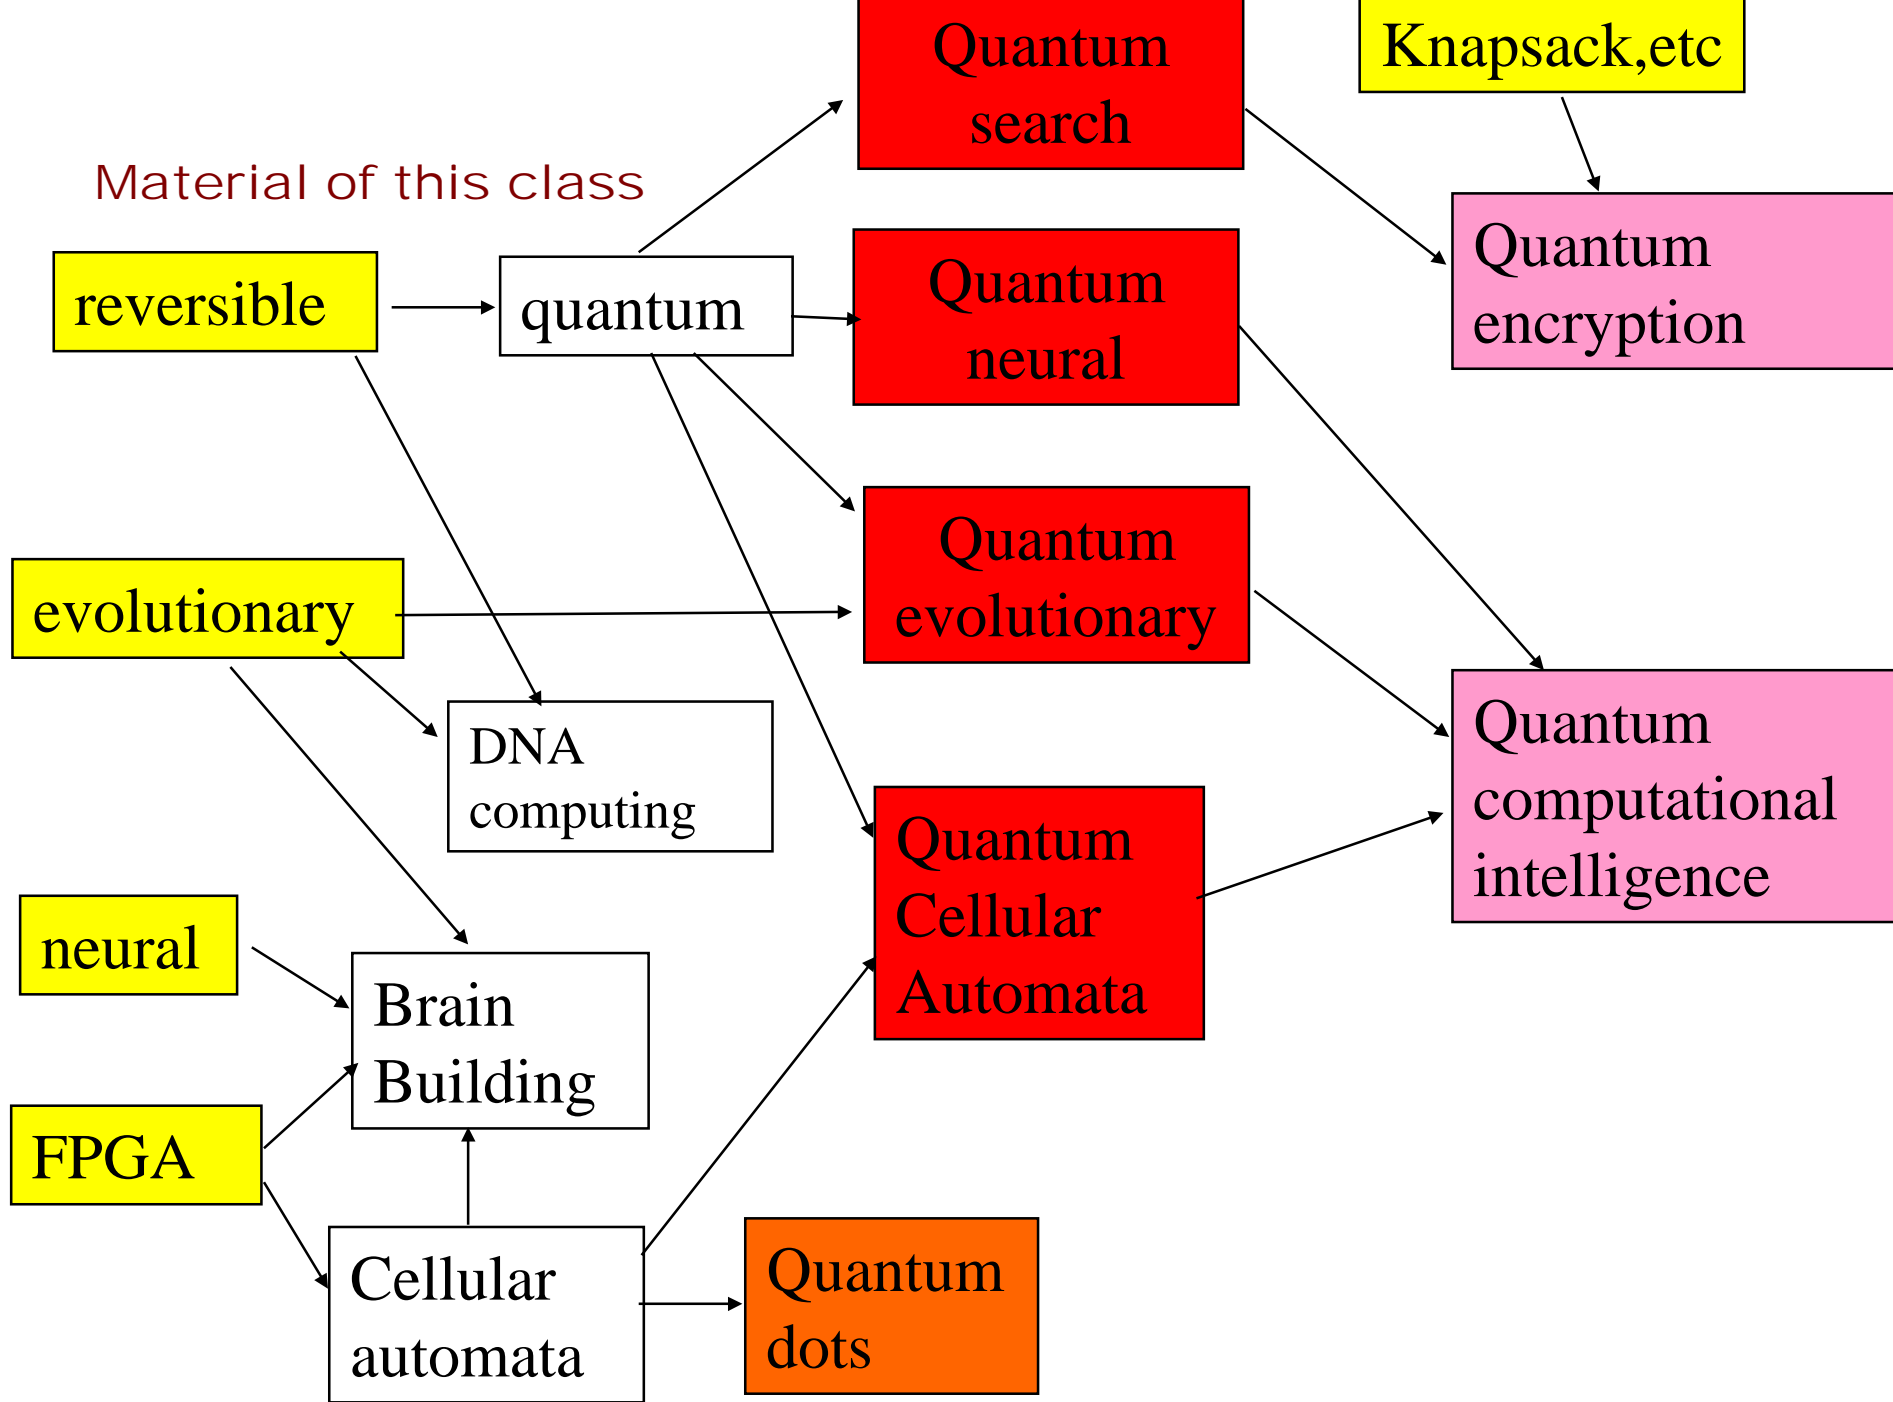 Quantum
search
Knapsack,etc
Material of this class
reversible
quantum
Quantum
neural
Quantum
encryption
evolutionary
Quantum
evolutionary
DNA
computing
Quantum
computational
intelligence
neural
Brain
Building
Quantum
Cellular
Automata
FPGA
Cellular
automata
Quantum
dots